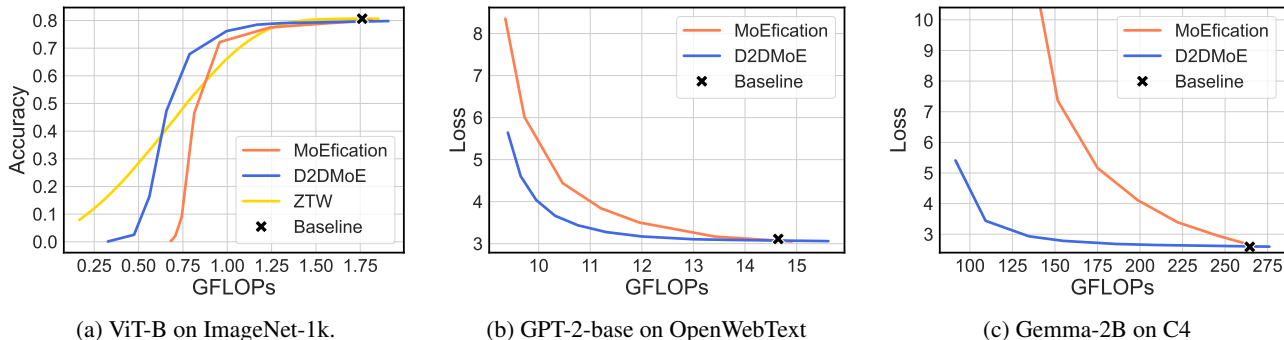 0.8
0.7
0.6
0.5
0.4
0.3
0.2
0.1
0.0
Accuracy
MoEfication
D2DMoE
ZTW
Baseline
0.25 0.50 0.75 1.00 1.25 1.50 1.75
GFLOPs
(a) ViT-B on ImageNet-1k.
8
7
6
5
4
3
Loss
MoEfication
D2DMoE
Baseline
10 11 12 13 14 15
GFLOPs
(b) GPT-2-base on OpenWebText
10
9
8
7
6
5
4
3
Loss
MoEfication
D2DMoE
Baseline
100 125 150 175 200 225 250 275
GFLOPs
(c) Gemma-2B on C4